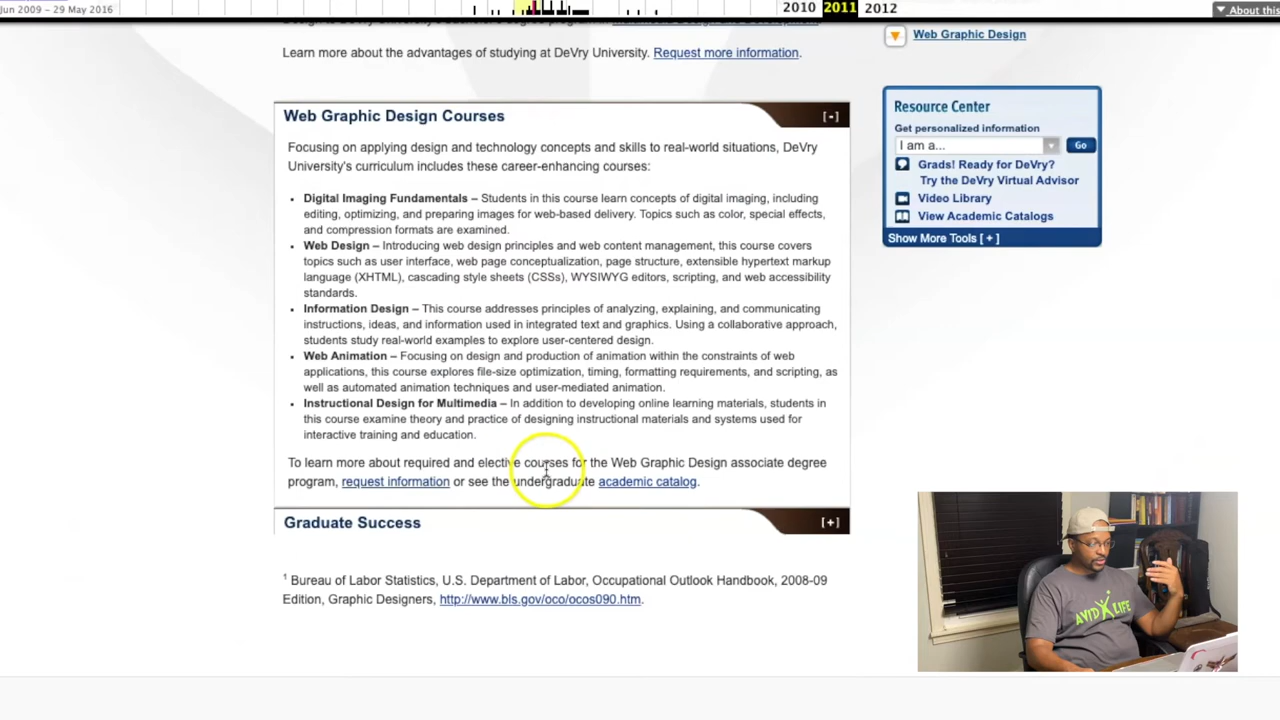 Jun 2009 - 29 May 2016
2010 2011 2012
About this
Learn more about the advantages of studying at DeVry University. Request more information.
Web Graphic Design
Web Graphic Design Courses [-]
Focusing on applying design and technology concepts and skills to real-world situations, DeVry
University's curriculum includes these career-enhancing courses:
• Digital Imaging Fundamentals – Students in this course learn concepts of digital imaging, including
editing, optimizing, and preparing images for web-based delivery. Topics such as color, special effects,
and compression formats are examined.
• Web Design – Introducing web design principles and web content management, this course covers
topics such as user interface, web page conceptualization, page structure, extensible hypertext markup
language (XHTML), cascading style sheets (CSSs), WYSIWYG editors, scripting, and web accessibility
standards.
• Information Design – This course addresses principles of analyzing, explaining, and communicating
instructions, ideas, and information used in integrated text and graphics. Using a collaborative approach,
students study real-world examples to explore user-centered design.
• Web Animation – Focusing on design and production of animation within the constraints of web
applications, this course explores file-size optimization, timing, formatting requirements, and scripting, as
well as automated animation techniques and user-mediated animation.
• Instructional Design for Multimedia – In addition to developing online learning materials, students in
this course examine theory and practice of designing instructional materials and systems used for
interactive training and education.
To learn more about required and elective courses for the Web Graphic Design associate degree
program, request information or see the undergraduate academic catalog.
Graduate Success [+]
1 Bureau of Labor Statistics, U.S. Department of Labor, Occupational Outlook Handbook, 2008-09
Edition, Graphic Designers, http://www.bls.gov/oco/ocos090.htm.
Resource Center
Get personalized information
I am a... Go
Grads! Ready for DeVry?
Try the DeVry Virtual Advisor
Video Library
View Academic Catalogs
Show More Tools [ + ]
AVID LIFE